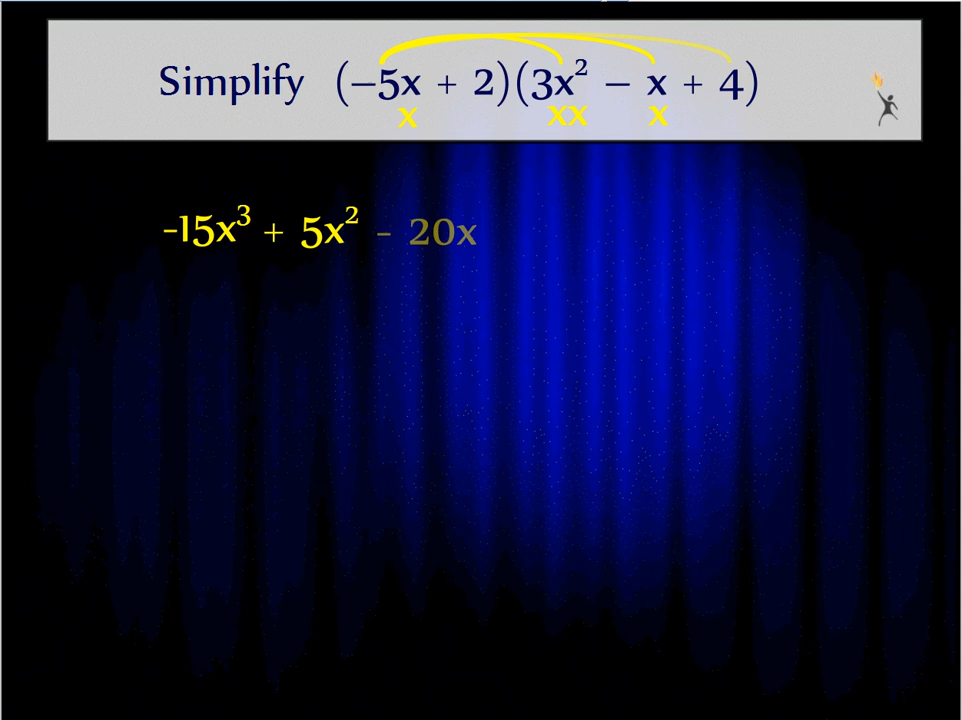 Simplify (−5x + 2)(3x² − x + 4)
x xx x
-15x³ + 5x² - 20x